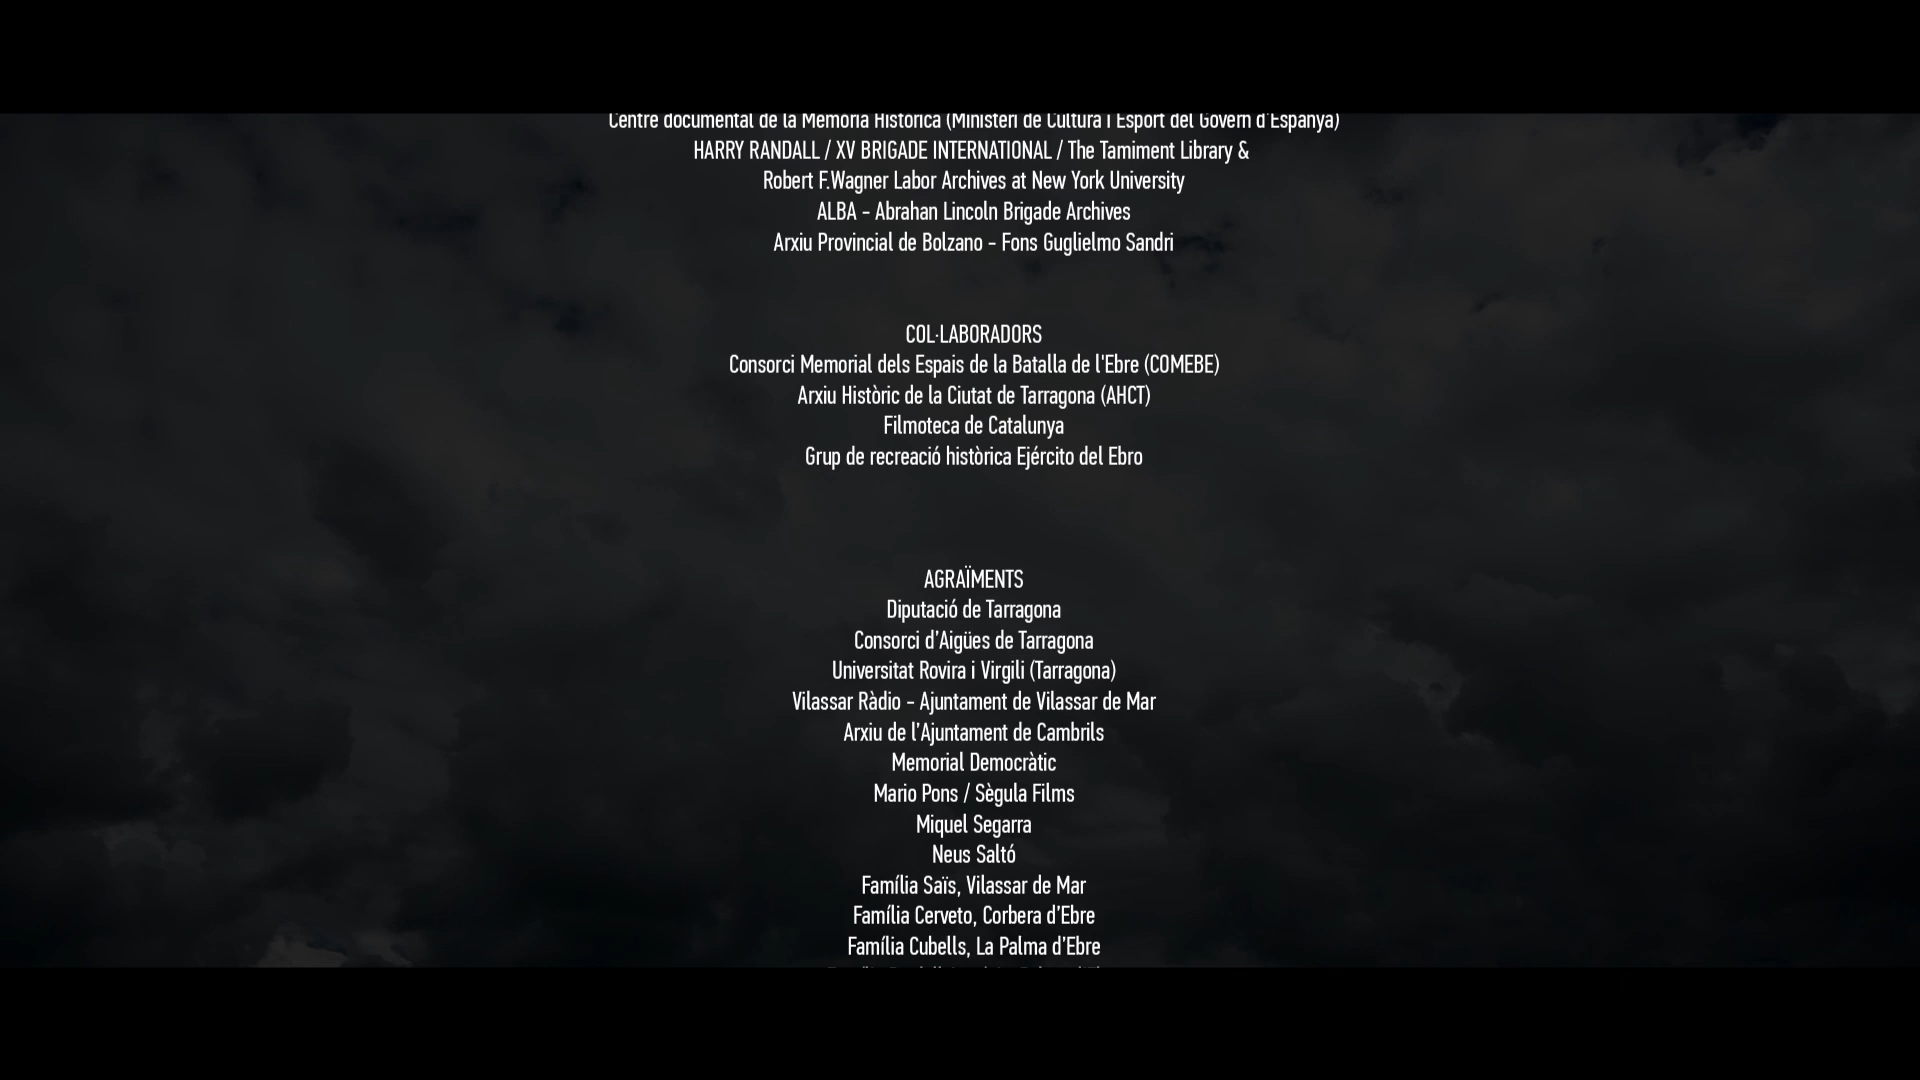 Centre documental de la Memòria Històrica (Ministeri de Cultura i Esport del Govern d'Espanya)
HARRY RANDALL / XV BRIGADE INTERNATIONAL / The Tamiment Library &
Robert F.Wagner Labor Archives at New York University
ALBA - Abrahan Lincoln Brigade Archives
Arxiu Provincial de Bolzano - Fons Guglielmo Sandri
COL·LABORADORS
Consorci Memorial dels Espais de la Batalla de l'Ebre (COMEBE)
Arxiu Històric de la Ciutat de Tarragona (AHCT)
Filmoteca de Catalunya
Grup de recreació històrica Ejército del Ebro
AGRAÏMENTS
Diputació de Tarragona
Consorci d’Aigües de Tarragona
Universitat Rovira i Virgili (Tarragona)
Vilassar Ràdio - Ajuntament de Vilassar de Mar
Arxiu de l’Ajuntament de Cambrils
Memorial Democràtic
Mario Pons / Sègula Films
Miquel Segarra
Neus Saltó
Família Saïs, Vilassar de Mar
Família Cerveto, Corbera d’Ebre
Família Cubells, La Palma d’Ebre